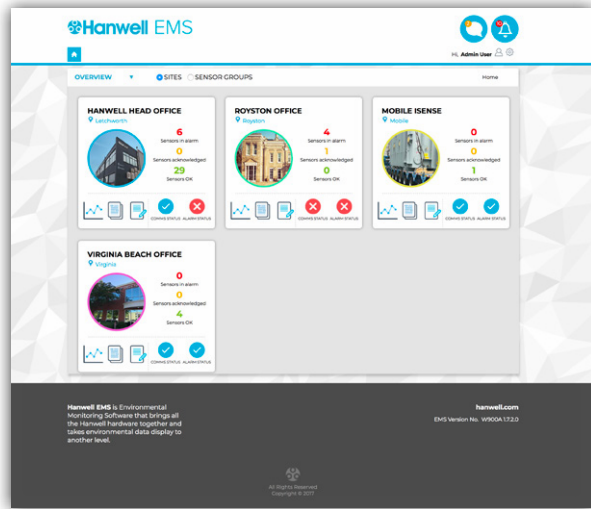 Hanwell EMS
Hi, Admin User
OVERVIEW ▼ SITES SENSOR GROUPS Home
HANWELL HEAD OFFICE
Letchworth
6
Sensors in alarm
0
Sensors acknowledged
29
Sensors OK
COMMS STATUS ALARM STATUS
ROYSTON OFFICE
Royston
4
Sensors in alarm
1
Sensors acknowledged
0
Sensors OK
COMMS STATUS ALARM STATUS
MOBILE ISENSE
Mobile
0
Sensors in alarm
0
Sensors acknowledged
1
Sensors OK
COMMS STATUS ALARM STATUS
VIRGINIA BEACH OFFICE
Virginia
0
Sensors in alarm
0
Sensors acknowledged
4
Sensors OK
COMMS STATUS ALARM STATUS
Hanwell EMS is Environmental
Monitoring Software that brings all
the Hanwell hardware together and
takes environmental data display to
another level.
hanwell.com
EMS Version No. W900A 1.7.2.0
All Rights Reserved
Copyright © 2017